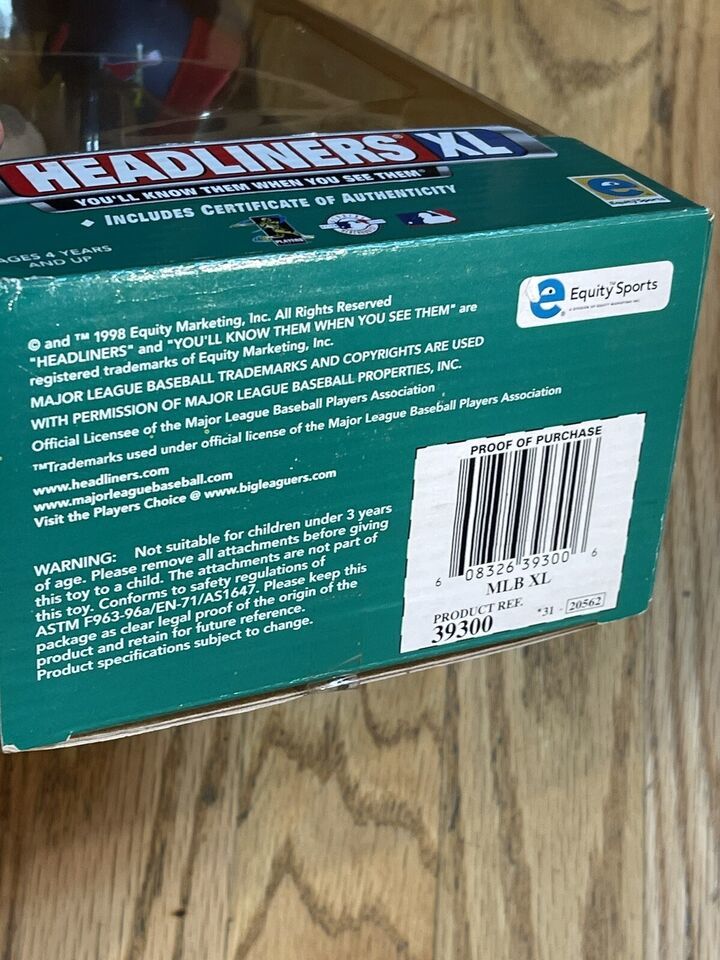 HEADLINERS® XL
YOU'LL KNOW THEM WHEN YOU SEE THEM®
• INCLUDES CERTIFICATE OF AUTHENTICITY
AGES 4 YEARS
AND UP
PLAYERS
Equity Sports
Equity™Sports
© and ™ 1998 Equity Marketing, Inc. All Rights Reserved
"HEADLINERS" and "YOU'LL KNOW THEM WHEN YOU SEE THEM" are
registered trademarks of Equity Marketing, Inc.
MAJOR LEAGUE BASEBALL TRADEMARKS AND COPYRIGHTS ARE USED
WITH PERMISSION OF MAJOR LEAGUE BASEBALL PROPERTIES, INC.
Official Licensee of the Major League Baseball Players Association
™Trademarks used under official license of the Major League Baseball Players Association
www.headliners.com
www.majorleaguebaseball.com
Visit the Players Choice @ www.bigleaguers.com
WARNING: Not suitable for children under 3 years
of age. Please remove all attachments before giving
this toy to a child. The attachments are not part of
this toy. Conforms to safety regulations of
ASTM F963-96a/EN-71/AS1647. Please keep this
package as clear legal proof of the origin of the
product and retain for future reference.
Product specifications subject to change.
PROOF OF PURCHASE
6 08326 39300 6
MLB XL
PRODUCT REF.
39300
*31 - 20562